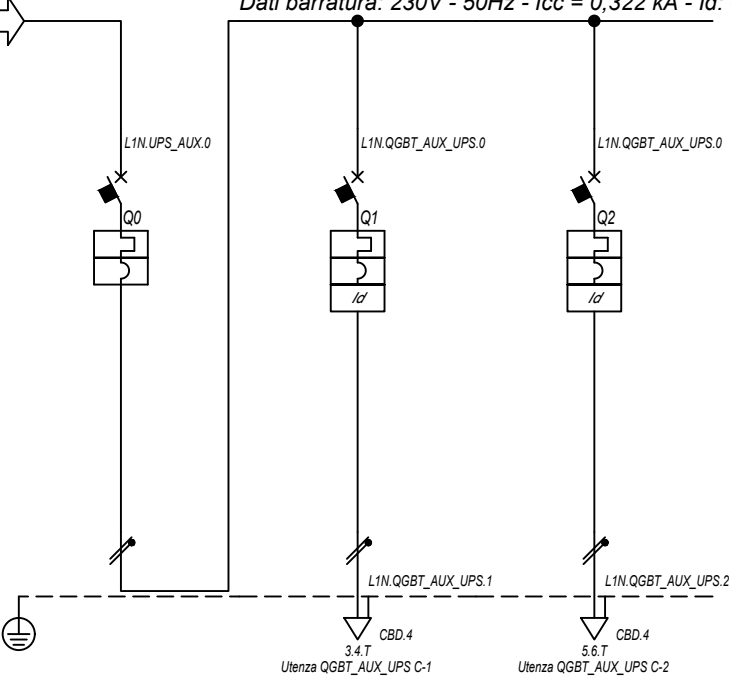 Dati barratura: 230V - 50Hz - Icc = 0,322 kA - Id:
L1N.UPS_AUX.0
L1N.QGBT_AUX_UPS.0
L1N.QGBT_AUX_UPS.0
Q0
Q1
Q2
Id
Id
L1N.QGBT_AUX_UPS.1
L1N.QGBT_AUX_UPS.2
CBD.4
CBD.4
3.4.T
5.6.T
Utenza QGBT_AUX_UPS C-1
Utenza QGBT_AUX_UPS C-2